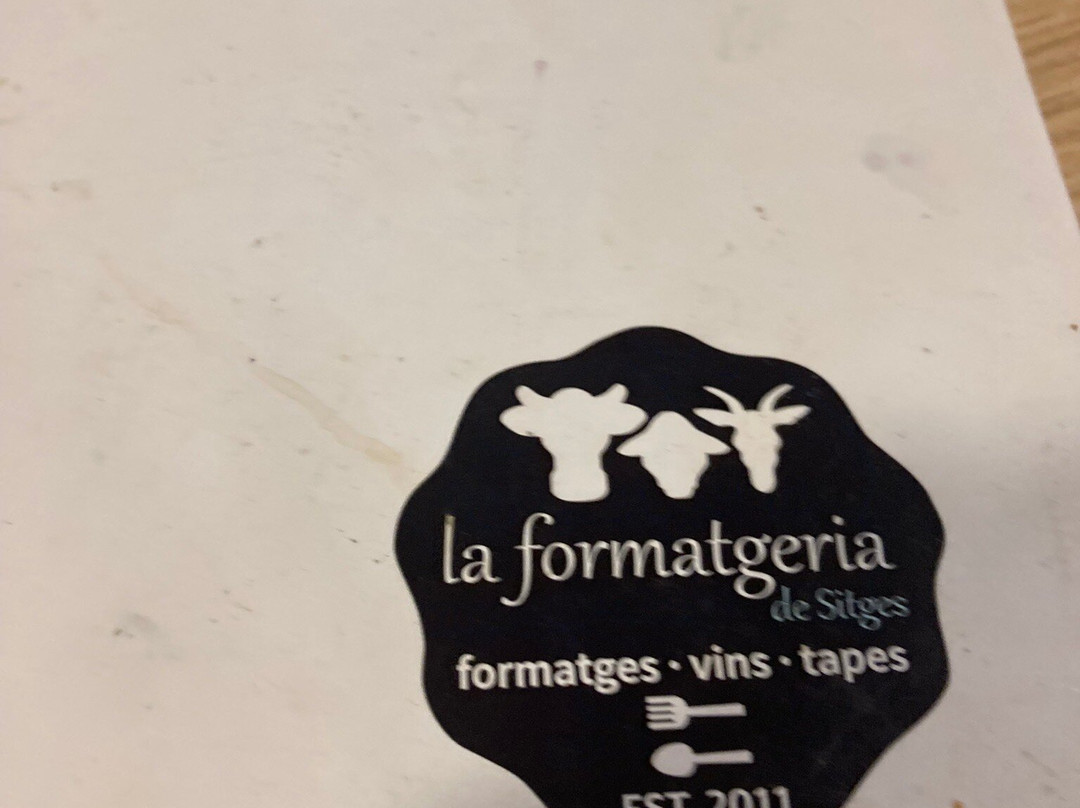 la formatgeria
de Sitges
formatges · vins · tapes
EST. 2011